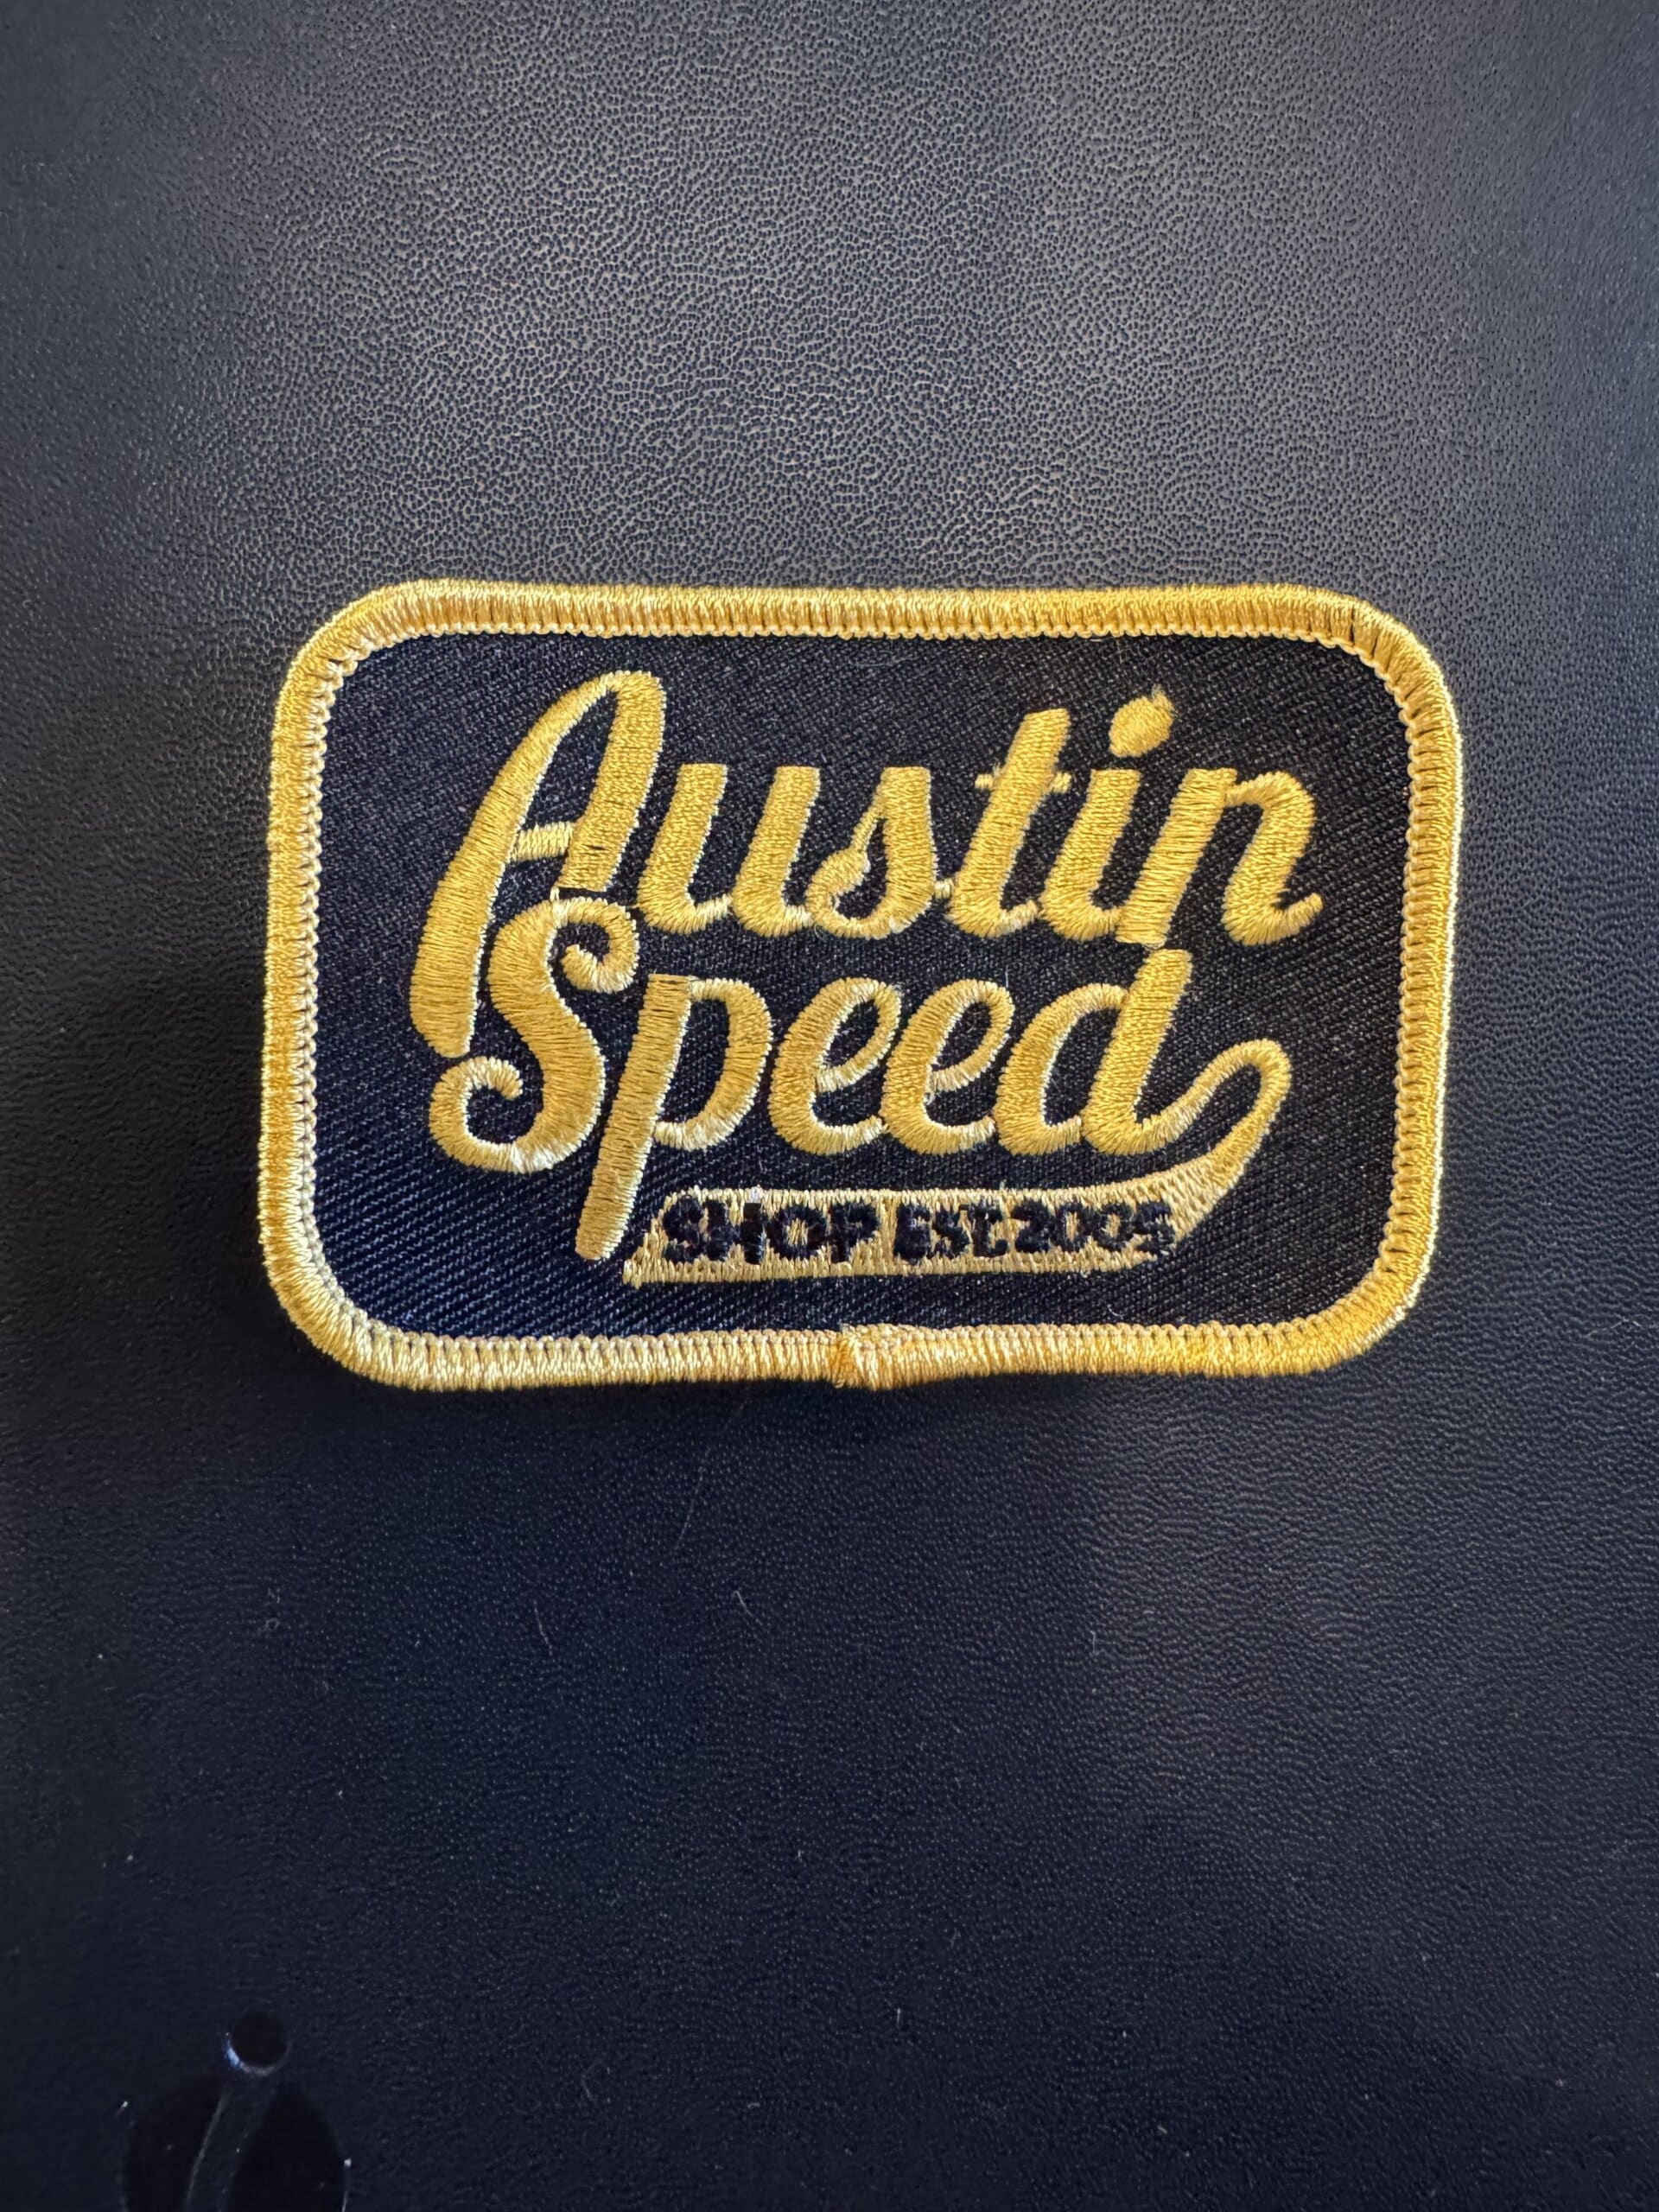 Austin
Speed
SHOP EST. 2005